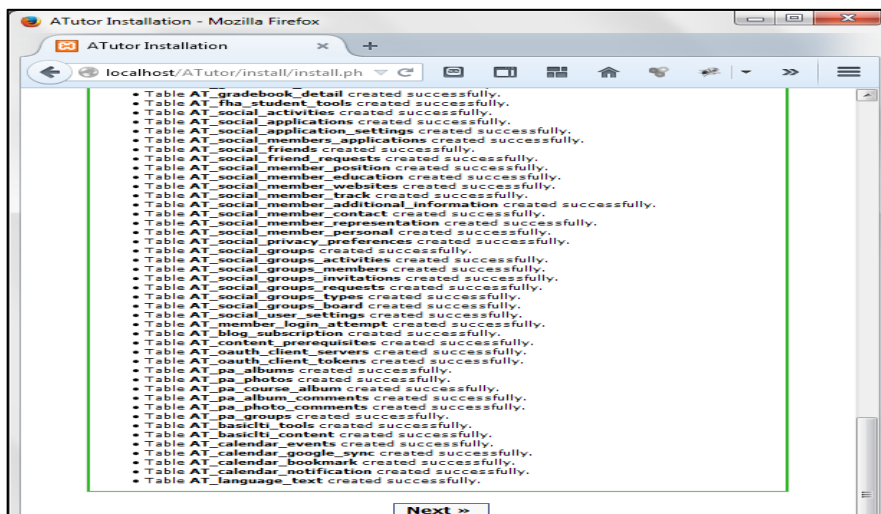 ATutor Installation - Mozilla Firefox
ATutor Installation
localhost/ATutor/install/install.ph
• Table AT_gradebook_detail created successfully.
• Table AT_fha_student_tools created successfully.
• Table AT_social_activities created successfully.
• Table AT_social_applications created successfully.
• Table AT_social_application_settings created successfully.
• Table AT_social_members_applications created successfully.
• Table AT_social_friends created successfully.
• Table AT_social_friend_requests created successfully.
• Table AT_social_member_position created successfully.
• Table AT_social_member_education created successfully.
• Table AT_social_member_websites created successfully.
• Table AT_social_member_track created successfully.
• Table AT_social_member_additional_information created successfully.
• Table AT_social_member_contact created successfully.
• Table AT_social_member_representation created successfully.
• Table AT_social_member_personal created successfully.
• Table AT_social_privacy_preferences created successfully.
• Table AT_social_groups created successfully.
• Table AT_social_groups_activities created successfully.
• Table AT_social_groups_members created successfully.
• Table AT_social_groups_invitations created successfully.
• Table AT_social_groups_requests created successfully.
• Table AT_social_groups_types created successfully.
• Table AT_social_groups_board created successfully.
• Table AT_social_user_settings created successfully.
• Table AT_member_login_attempt created successfully.
• Table AT_blog_subscription created successfully.
• Table AT_content_prerequisites created successfully.
• Table AT_oauth_client_servers created successfully.
• Table AT_oauth_client_tokens created successfully.
• Table AT_pa_albums created successfully.
• Table AT_pa_photos created successfully.
• Table AT_pa_course_album created successfully.
• Table AT_pa_album_comments created successfully.
• Table AT_pa_photo_comments created successfully.
• Table AT_pa_groups created successfully.
• Table AT_basiclti_tools created successfully.
• Table AT_basiclti_content created successfully.
• Table AT_calendar_events created successfully.
• Table AT_calendar_google_sync created successfully.
• Table AT_calendar_bookmark created successfully.
• Table AT_calendar_notification created successfully.
• Table AT_language_text created successfully.
Next »